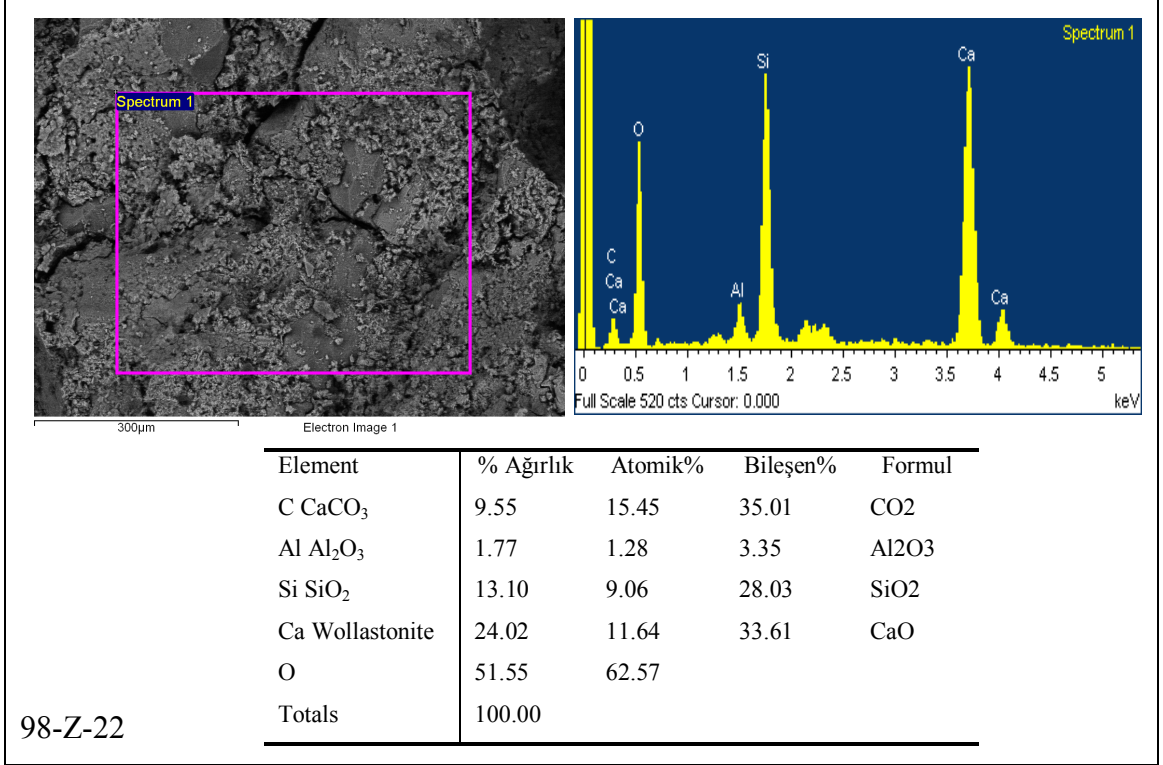 Spectrum 1
300µm
Electron Image 1
Spectrum 1
Si
Ca
O
C
Ca
Ca
Al
Ca
0 0.5 1 1.5 2 2.5 3 3.5 4 4.5 5
Full Scale 520 cts Cursor: 0.000 keV
Element % Ağırlık Atomik% Bileşen% Formul
C CaCO₃ 9.55 15.45 35.01 CO2
Al Al₂O₃ 1.77 1.28 3.35 Al2O3
Si SiO₂ 13.10 9.06 28.03 SiO2
Ca Wollastonite 24.02 11.64 33.61 CaO
O 51.55 62.57
Totals 100.00
98-Z-22